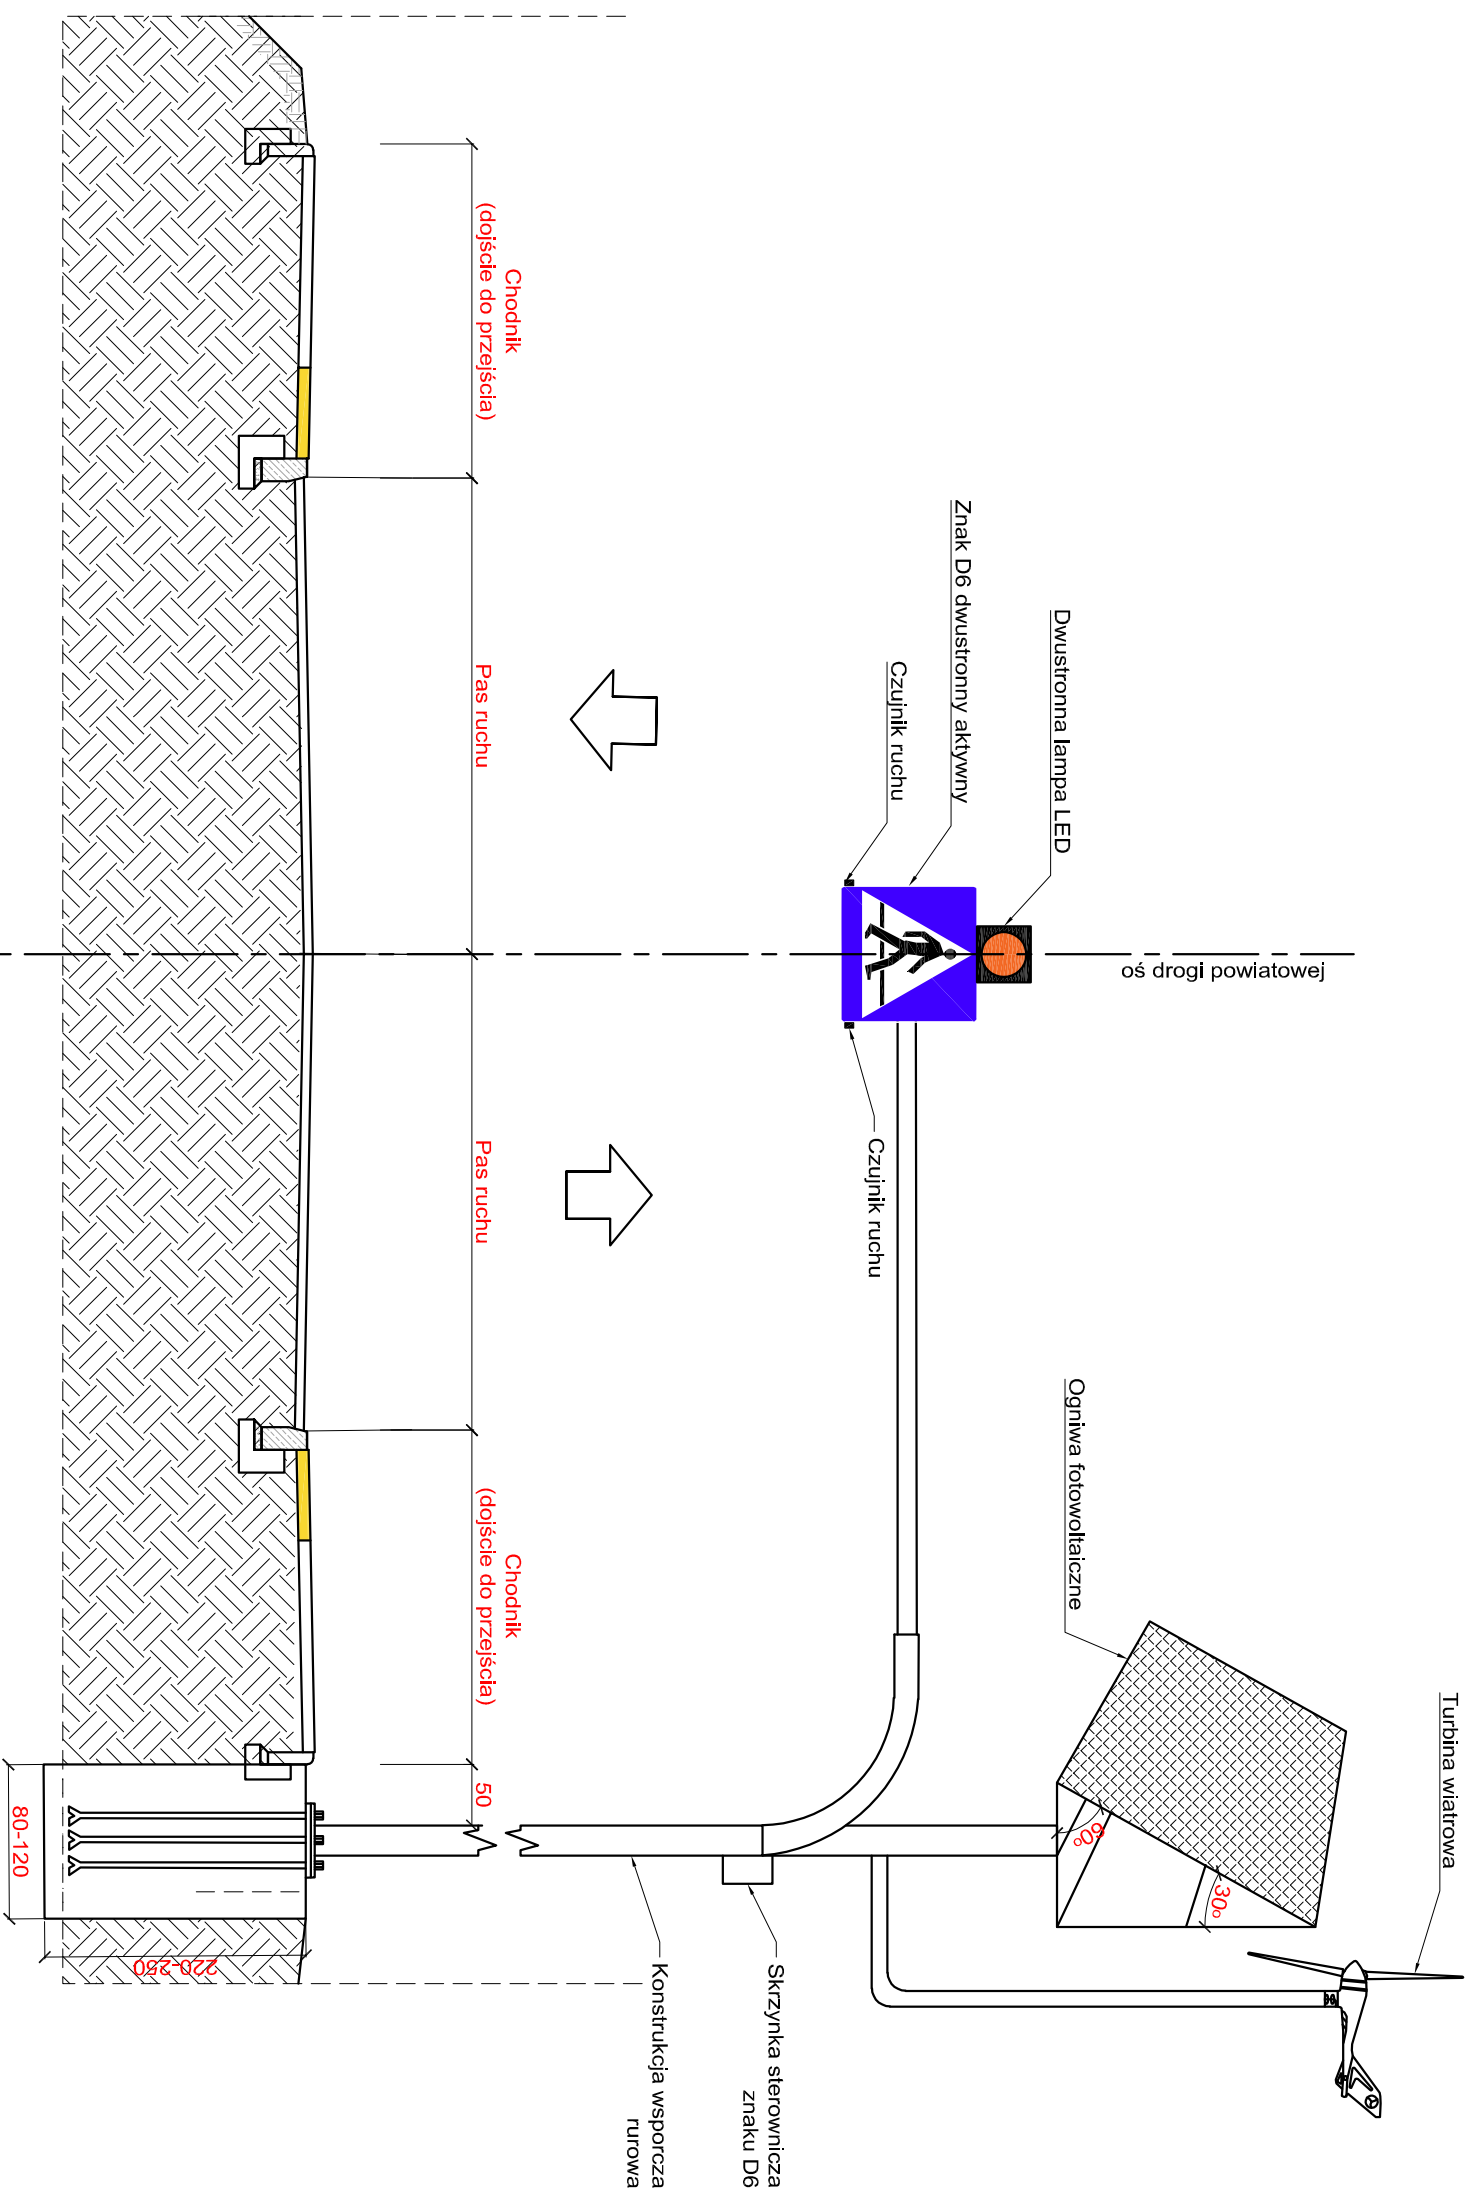 Turbina wiatrowa
Ogniwa fotowoltaiczne
oś drogi powiatowej
Dwustronna lampa LED
Znak D6 dwustronny aktywny
Czujnik ruchu
Czujnik ruchu
60o
30o
Skrzynka sterownicza
znaku D6
Konstrukcja wsporcza
rurowa
Chodnik
(dojście do przejścia)
Pas ruchu
Pas ruchu
Chodnik
(dojście do przejścia)
50
220-250
80-120